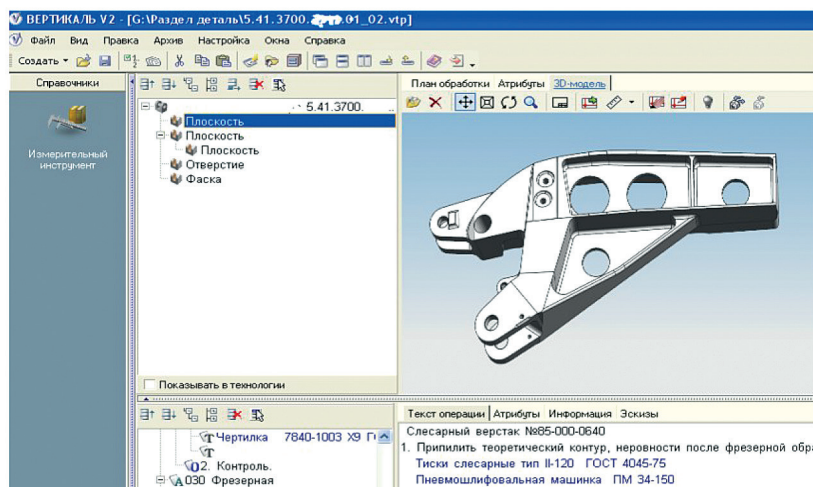 ВЕРТИКАЛЬ V2 - [G:\Раздел деталь\5.41.3700. .01_02.vtp]
Файл Вид Правка Архив Настройка Окна Справка
Создать
Справочники
План обработки Атрибуты 3D-модель
5.41.3700. ..
Плоскость
Плоскость
Плоскость
Отверстие
Фаска
Измерительный
инструмент
Показывать в технологии
Текст операции Атрибуты Информация Эскизы
Чертилка 7840-1003 Х9
Т
02. Контроль.
А030 Фрезерная
Слесарный верстак №85-000-0640
1. Припилить теоретический контур, неровности после фрезерной обра
Тиски слесарные тип II-120 ГОСТ 4045-75
Пневмошлифовальная машинка ПМ 34-150